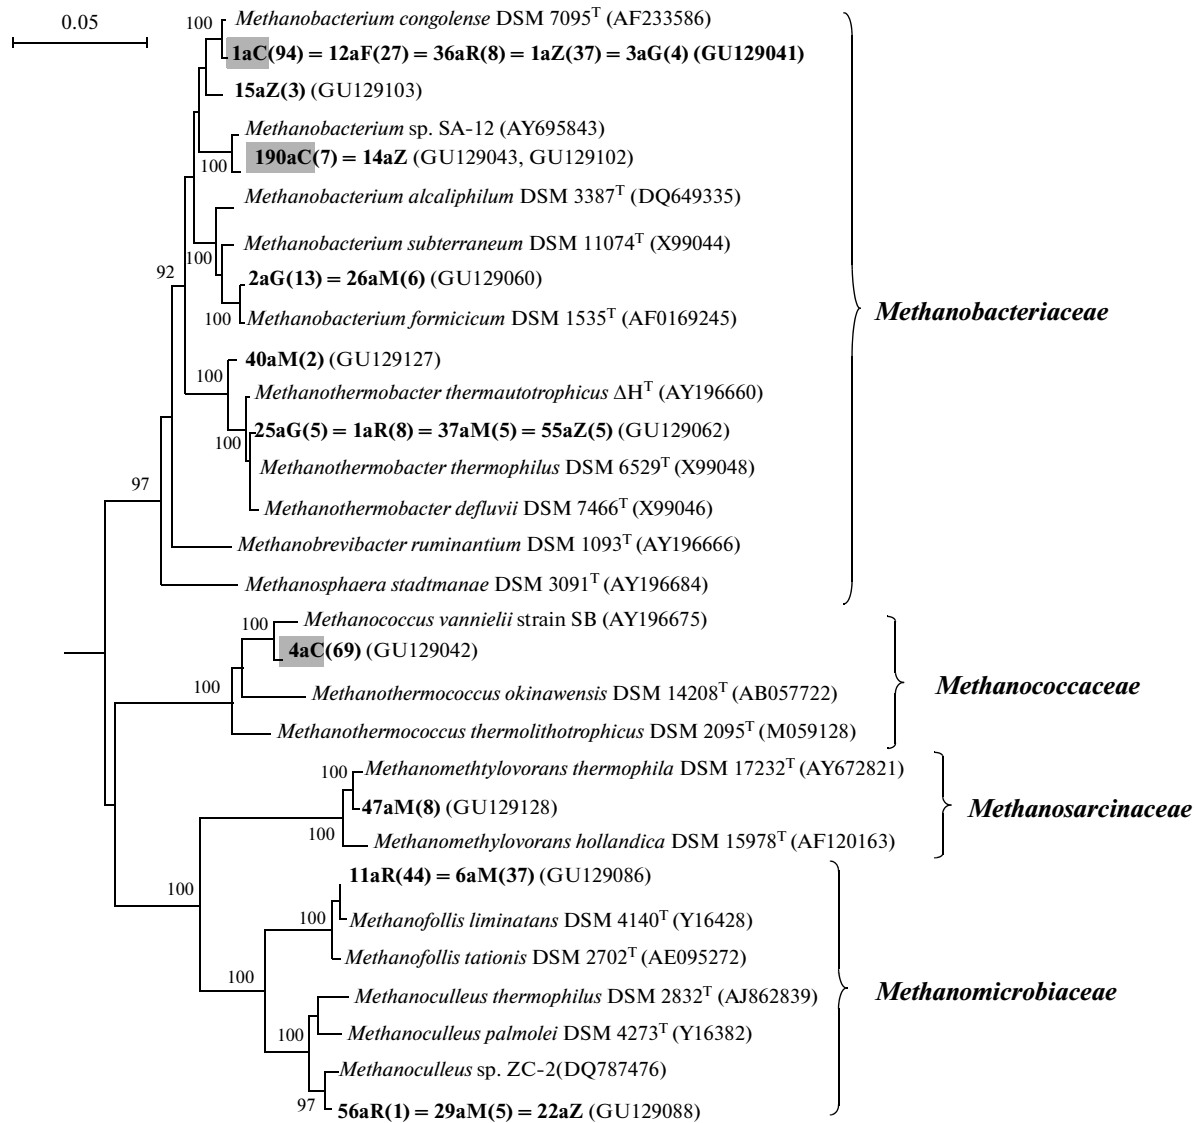 0.05
100
Methanobacterium congolense DSM 7095ᵀ (AF233586)
1aC(94) = 12aF(27) = 36aR(8) = 1aZ(37) = 3aG(4) (GU129041)
15aZ(3) (GU129103)
Methanobacterium sp. SA-12 (AY695843)
100
190aC(7) = 14aZ (GU129043, GU129102)
Methanobacterium alcaliphilum DSM 3387ᵀ (DQ649335)
Methanobacterium subterraneum DSM 11074ᵀ (X99044)
100
92
2aG(13) = 26aM(6) (GU129060)
100
Methanobacterium formicicum DSM 1535ᵀ (AF0169245)
Methanobacteriaceae
40aM(2) (GU129127)
100
Methanothermobacter thermautotrophicus ΔHᵀ (AY196660)
25aG(5) = 1aR(8) = 37aM(5) = 55aZ(5) (GU129062)
100
Methanothermobacter thermophilus DSM 6529ᵀ (X99048)
97
Methanothermobacter defluvii DSM 7466ᵀ (X99046)
Methanobrevibacter ruminantium DSM 1093ᵀ (AY196666)
Methanosphaera stadtmanae DSM 3091ᵀ (AY196684)
100
Methanococcus vannielii strain SB (AY196675)
4aC(69) (GU129042)
100
Methanothermococcus okinawensis DSM 14208ᵀ (AB057722)
Methanococcaceae
Methanothermococcus thermolithotrophicus DSM 2095ᵀ (M059128)
100
Methanomethtylovorans thermophila DSM 17232ᵀ (AY672821)
47aM(8) (GU129128)
Methanosarcinaceae
100
Methanomethylovorans hollandica DSM 15978ᵀ (AF120163)
11aR(44) = 6aM(37) (GU129086)
100
100
Methanofollis liminatans DSM 4140ᵀ (Y16428)
Methanofollis tationis DSM 2702ᵀ (AE095272)
100
Methanoculleus thermophilus DSM 2832ᵀ (AJ862839)
Methanomicrobiaceae
100
Methanoculleus palmolei DSM 4273ᵀ (Y16382)
Methanoculleus sp. ZC-2(DQ787476)
97
56aR(1) = 29aM(5) = 22aZ (GU129088)